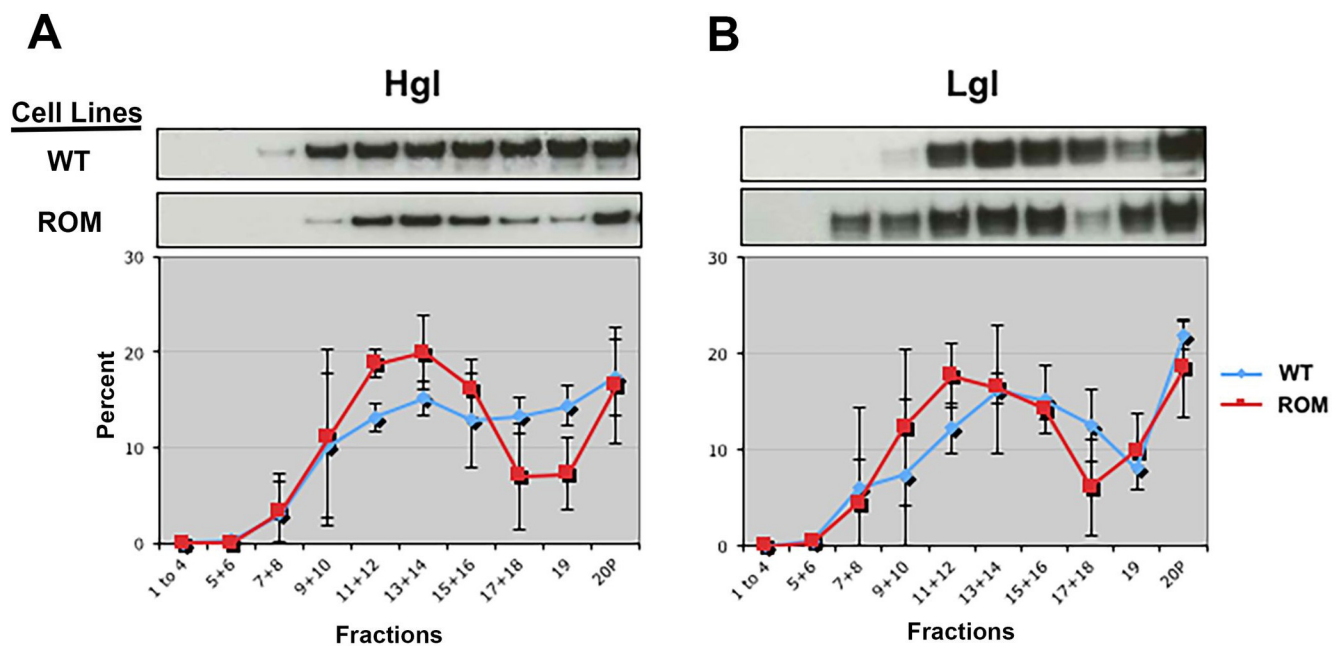 A
B
Hgl
Lgl
Cell Lines
WT
ROM
30
20
10
0
Percent
1 to 4
5+6
7+8
9+10
11+12
13+14
15+16
17+18
19
20P
Fractions
30
20
10
0
1 to 4
5+6
7+8
9+10
11+12
13+14
15+16
17+18
19
20P
Fractions
WT
ROM